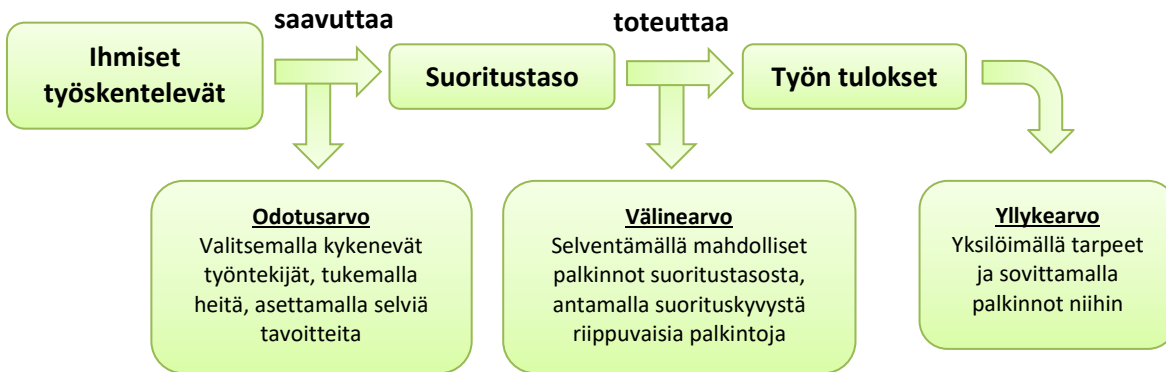 saavuttaa
toteuttaa
Ihmiset
työskentelevät
Suoritustaso
Työn tulokset
Odotusarvo
Valitsemalla kykenevät
työntekijät, tukemalla
heitä, asettamalla selviä
tavoitteita
Välinearvo
Selventämällä mahdolliset
palkinnot suoritustasosta,
antamalla suorituskyvystä
riippuvaisia palkintoja
Yllykearvo
Yksilöimällä tarpeet
ja sovittamalla
palkinnot niihin